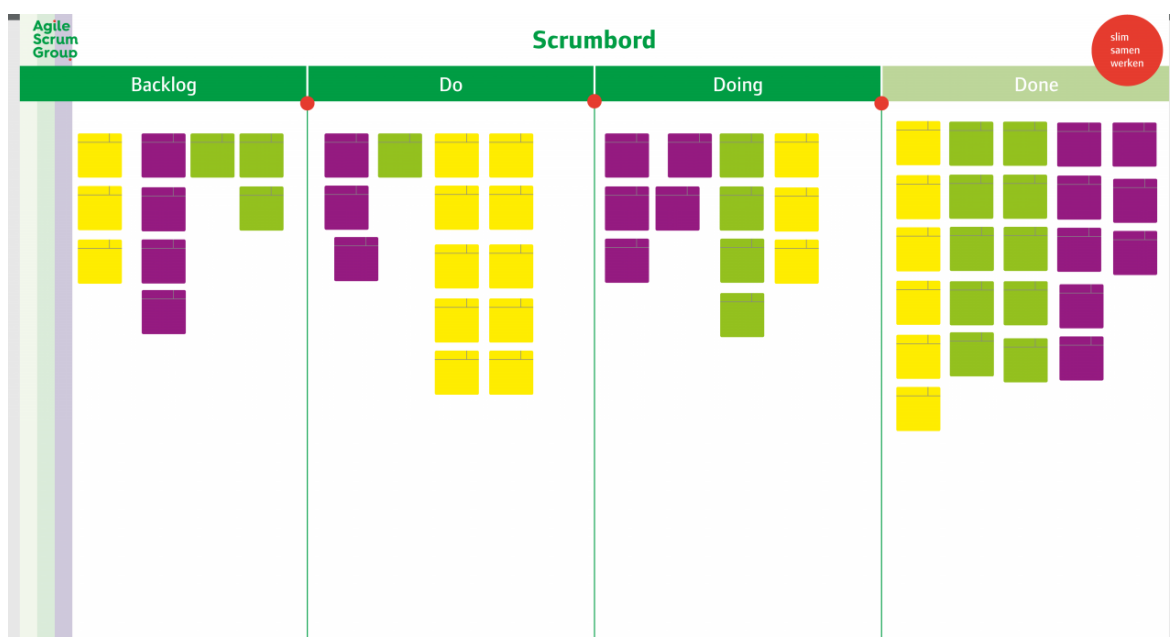 Agile
Scrum
Group
Scrumbord
slim
samen
werken
Backlog
Do
Doing
Done